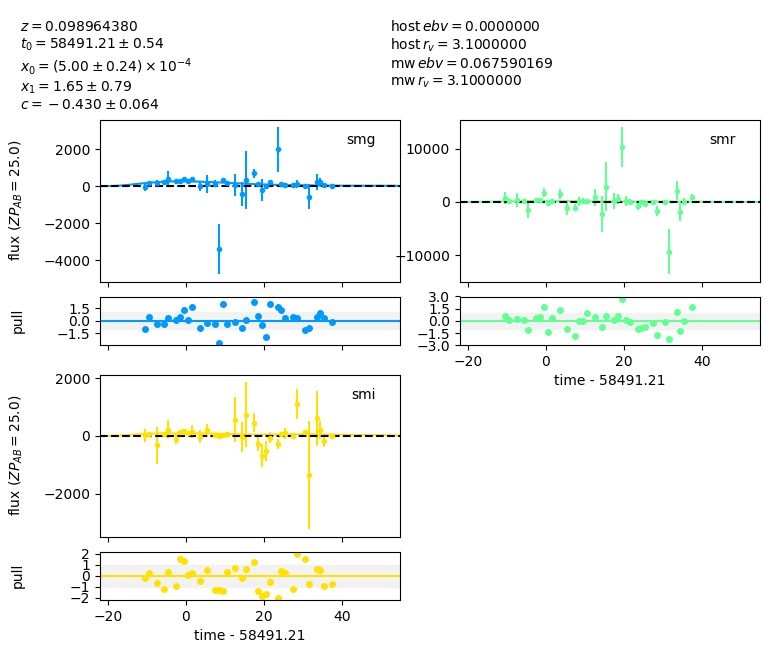 z = 0.098964380
t₀ = 58491.21 ± 0.54
x₀ = (5.00 ± 0.24) × 10⁻⁴
x₁ = 1.65 ± 0.79
c = −0.430 ± 0.064
host ebv = 0.0000000
host r_v = 3.1000000
mw ebv = 0.067590169
mw r_v = 3.1000000
smg
flux (ZP_AB = 25.0)
2000
0
−2000
−4000
pull
1.5
0.0
−1.5
smr
10000
0
−10000
3.0
1.5
0.0
−1.5
−3.0
−20 0 20 40
time - 58491.21
smi
flux (ZP_AB = 25.0)
2000
0
−2000
pull
2
1
0
−1
−2
−20 0 20 40
time - 58491.21